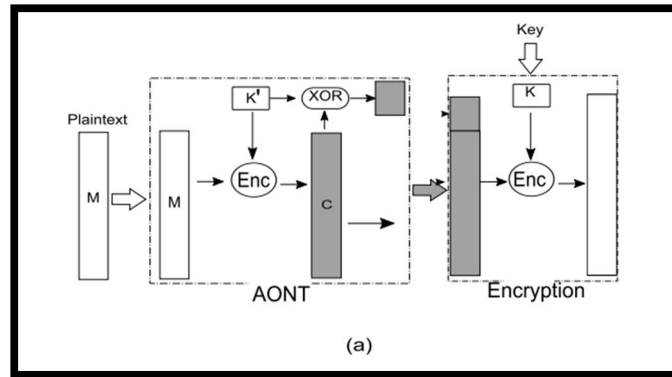 Key
K'
XOR
K
Plaintext
M
M
Enc
C
Enc
AONT
Encryption
(a)